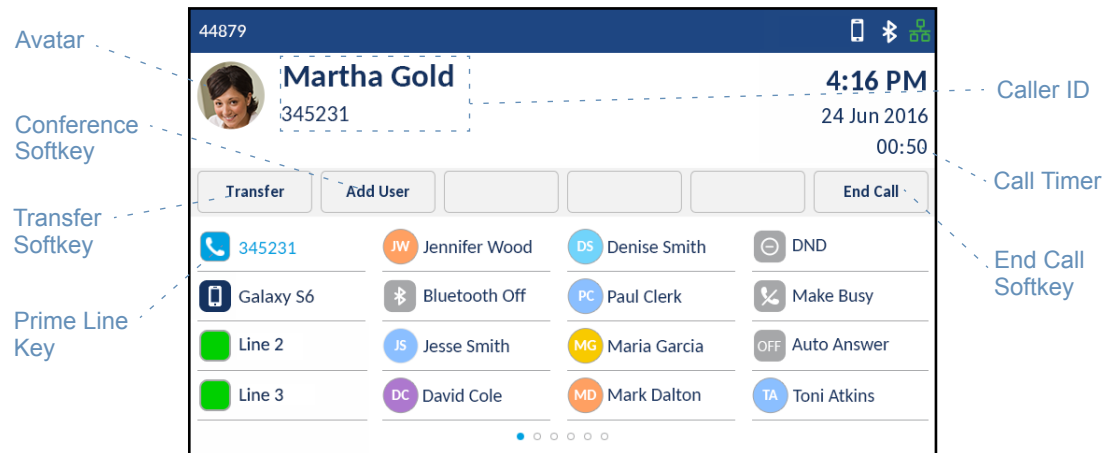 44879
Avatar
Martha Gold
4:16 PM
Caller ID
345231
24 Jun 2016
Conference
Softkey
00:50
Call Timer
Transfer
Add User
End Call
Transfer
Softkey
345231
JW Jennifer Wood
DS Denise Smith
DND
End Call
Softkey
Galaxy S6
Bluetooth Off
PC Paul Clerk
Make Busy
Prime Line
Key
Line 2
JS Jesse Smith
MG Maria Garcia
OFF Auto Answer
Line 3
DC David Cole
MD Mark Dalton
TA Toni Atkins